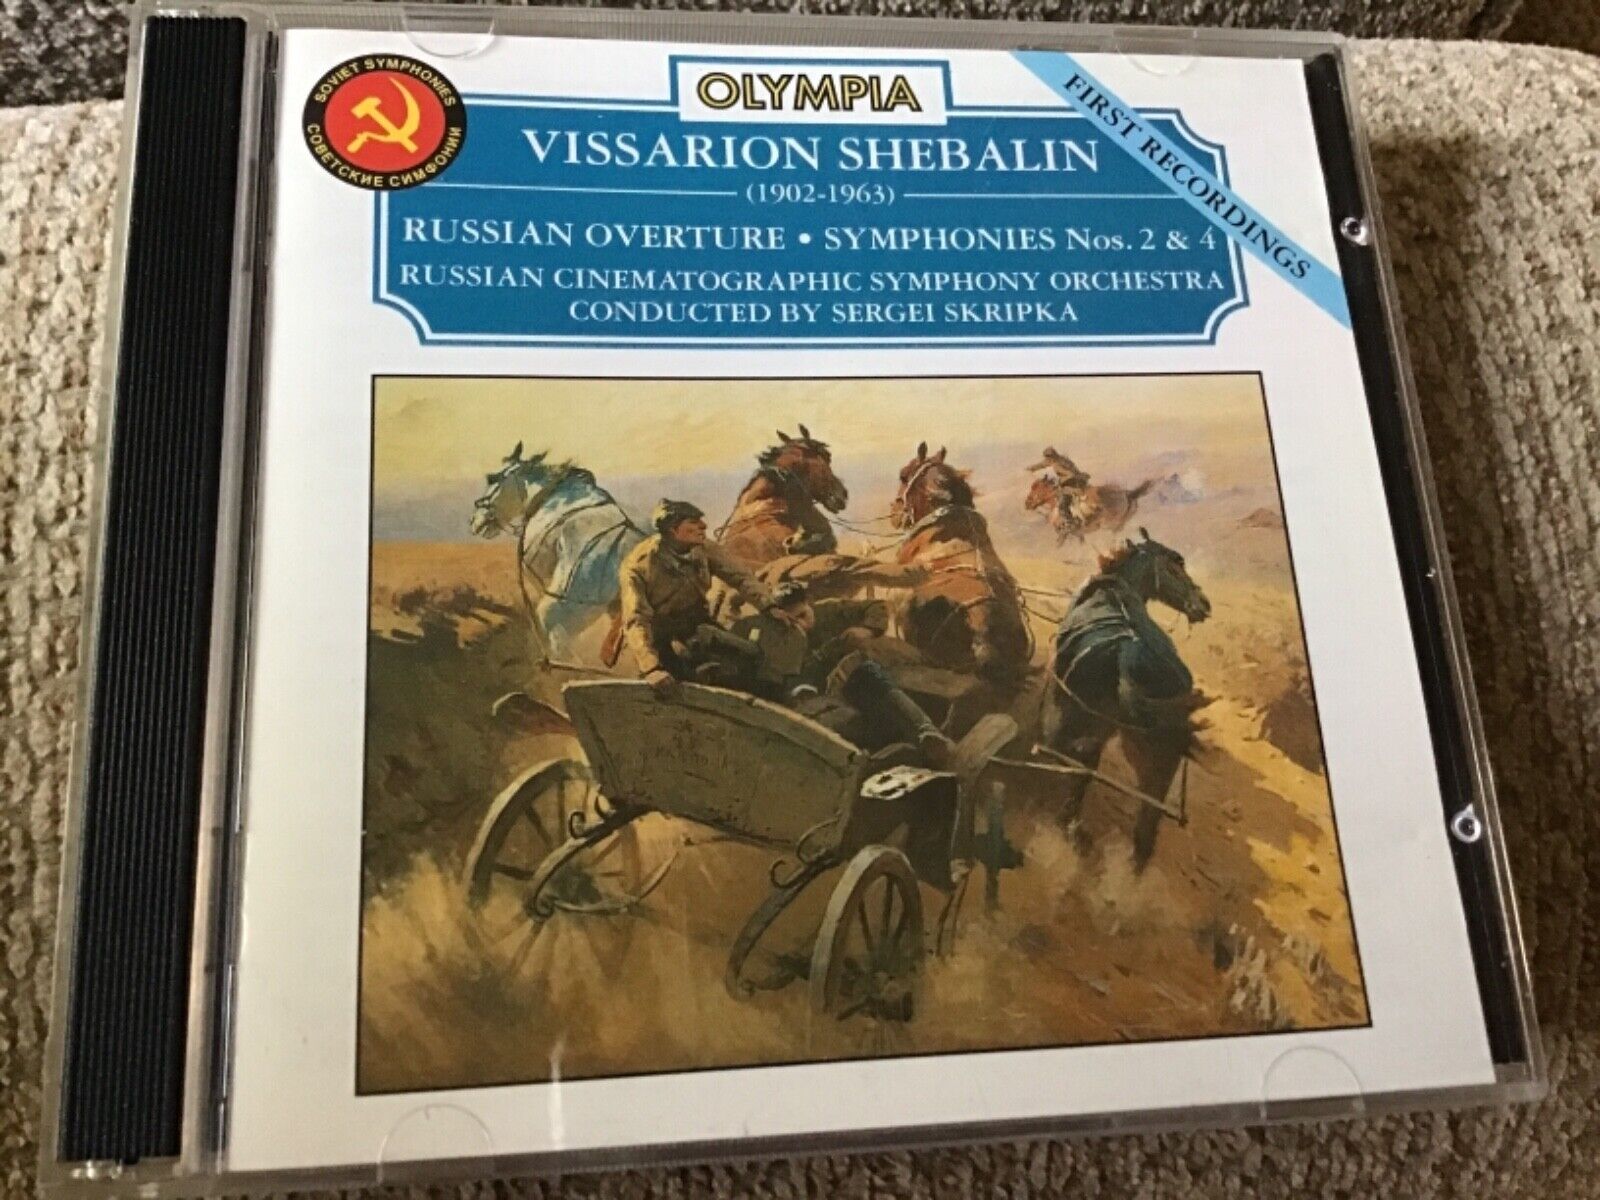 SOVIET SYMPHONIES
СОВЕТСКИЕ СИМФОНИИ
OLYMPIA
FIRST RECORDINGS
VISSARION SHEBALIN
(1902-1963)
RUSSIAN OVERTURE • SYMPHONIES Nos. 2 & 4
RUSSIAN CINEMATOGRAPHIC SYMPHONY ORCHESTRA
CONDUCTED BY SERGEI SKRIPKA